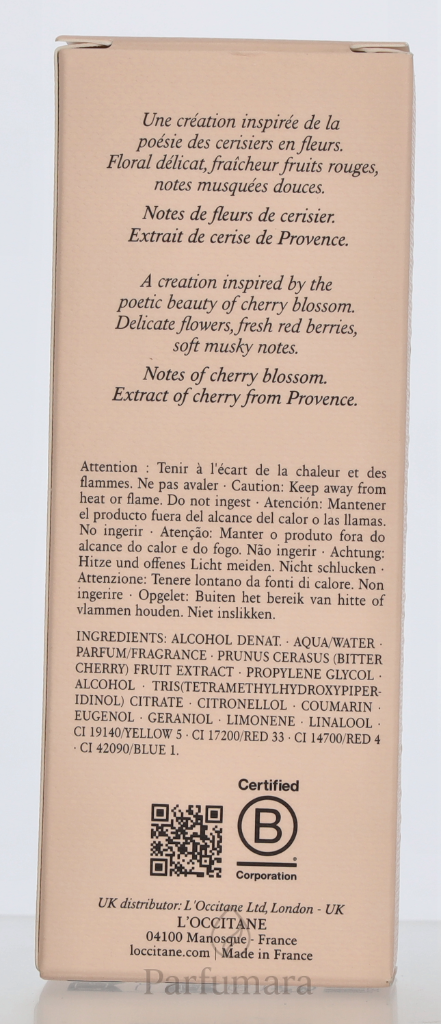 Une création inspirée de la
poésie des cerisiers en fleurs.
Floral délicat, fraîcheur fruits rouges,
notes musquées douces.
Notes de fleurs de cerisier.
Extrait de cerise de Provence.
A creation inspired by the
poetic beauty of cherry blossom.
Delicate flowers, fresh red berries,
soft musky notes.
Notes of cherry blossom.
Extract of cherry from Provence.
Attention : Tenir à l'écart de la chaleur et des
flammes. Ne pas avaler · Caution: Keep away from
heat or flame. Do not ingest · Atención: Mantener
el producto fuera del alcance del calor o las llamas.
No ingerir · Atenção: Manter o produto fora do
alcance do calor e do fogo. Não ingerir · Achtung:
Hitze und offenes Licht meiden. Nicht schlucken ·
Attenzione: Tenere lontano da fonti di calore. Non
ingerire · Opgelet: Buiten het bereik van hitte of
vlammen houden. Niet inslikken.
INGREDIENTS: ALCOHOL DENAT. · AQUA/WATER ·
PARFUM/FRAGRANCE · PRUNUS CERASUS (BITTER
CHERRY) FRUIT EXTRACT · PROPYLENE GLYCOL ·
ALCOHOL · TRIS(TETRAMETHYLHYDROXYPIPER-
IDINOL) CITRATE · CITRONELLOL · COUMARIN ·
EUGENOL · GERANIOL · LIMONENE · LINALOOL ·
CI 19140/YELLOW 5 · CI 17200/RED 33 · CI 14700/RED 4
· CI 42090/BLUE 1.
Certified
B
Corporation
UK distributor: L'Occitane Ltd, London - UK
L'OCCITANE
04100 Manosque - France
loccitane.com | Made in France
Parfumara